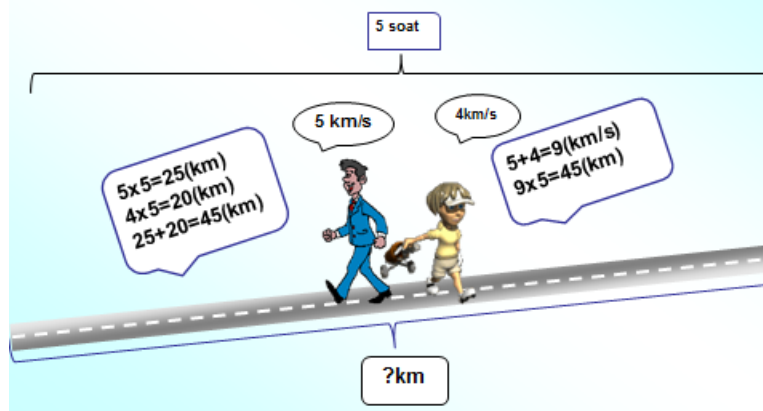 5 soat
5 km/s
4km/s
5x5=25(km)
4x5=20(km)
25+20=45(km)
5+4=9(km/s)
9x5=45(km)
?km